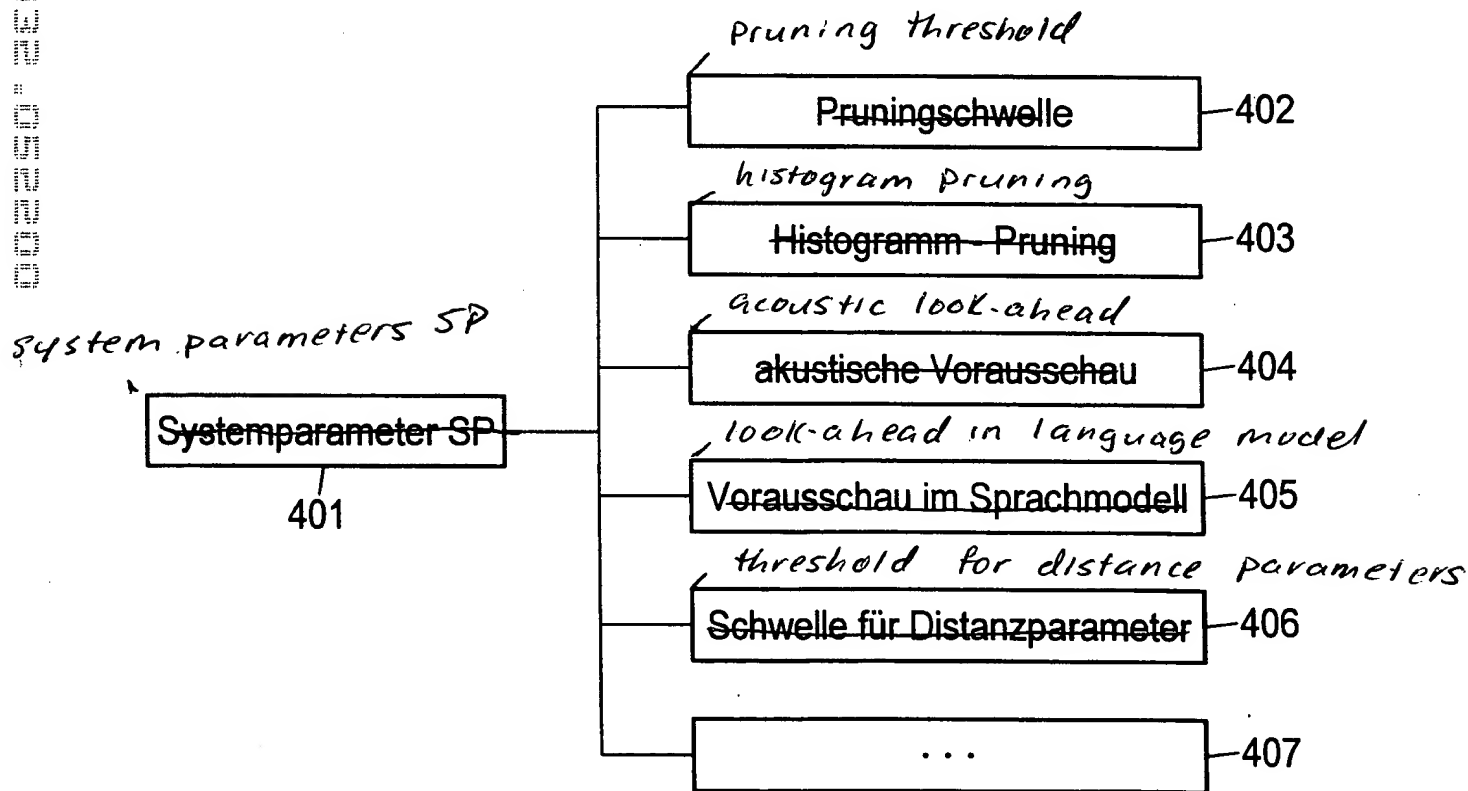 pruning threshold
Pruningschwelle
402
histogram pruning
Histogramm - Pruning
403
acoustic look-ahead
akustische Vorausschau
404
system parameters SP
Systemparameter SP
401
look-ahead in language model
Vorausschau im Sprachmodell
405
threshold for distance parameters
Schwelle für Distanzparameter
406
...
407